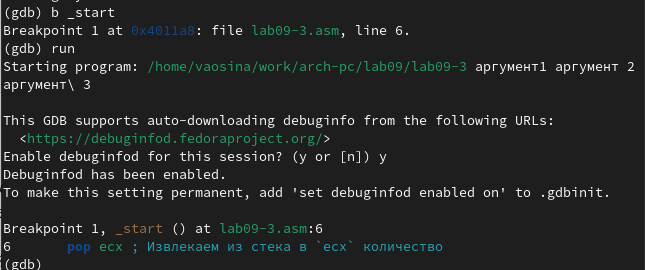 (gdb) b _start
Breakpoint 1 at 0x4011a8: file lab09-3.asm, line 6.
(gdb) run
Starting program: /home/vaosina/work/arch-pc/lab09/lab09-3 аргумент1 аргумент 2
аргумент\ 3
This GDB supports auto-downloading debuginfo from the following URLs:
<https://debuginfod.fedoraproject.org/>
Enable debuginfod for this session? (y or [n]) y
Debuginfod has been enabled.
To make this setting permanent, add 'set debuginfod enabled on' to .gdbinit.
Breakpoint 1, _start () at lab09-3.asm:6
6 pop ecx ; Извлекаем из стека в `ecx` количество
(gdb)